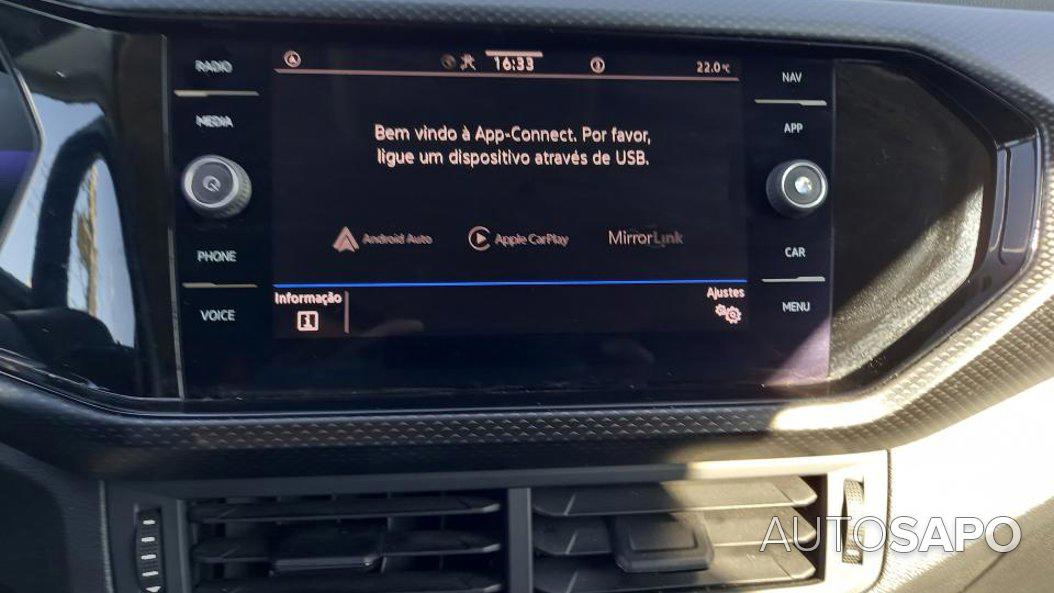 RADIO
MEDIA
PHONE
VOICE
16:33
22.0°C
Bem vindo à App-Connect. Por favor,
ligue um dispositivo através de USB.
Android Auto
Apple CarPlay
MirrorLink
Informação
Ajustes
NAV
APP
CAR
MENU
AUTOSAPO